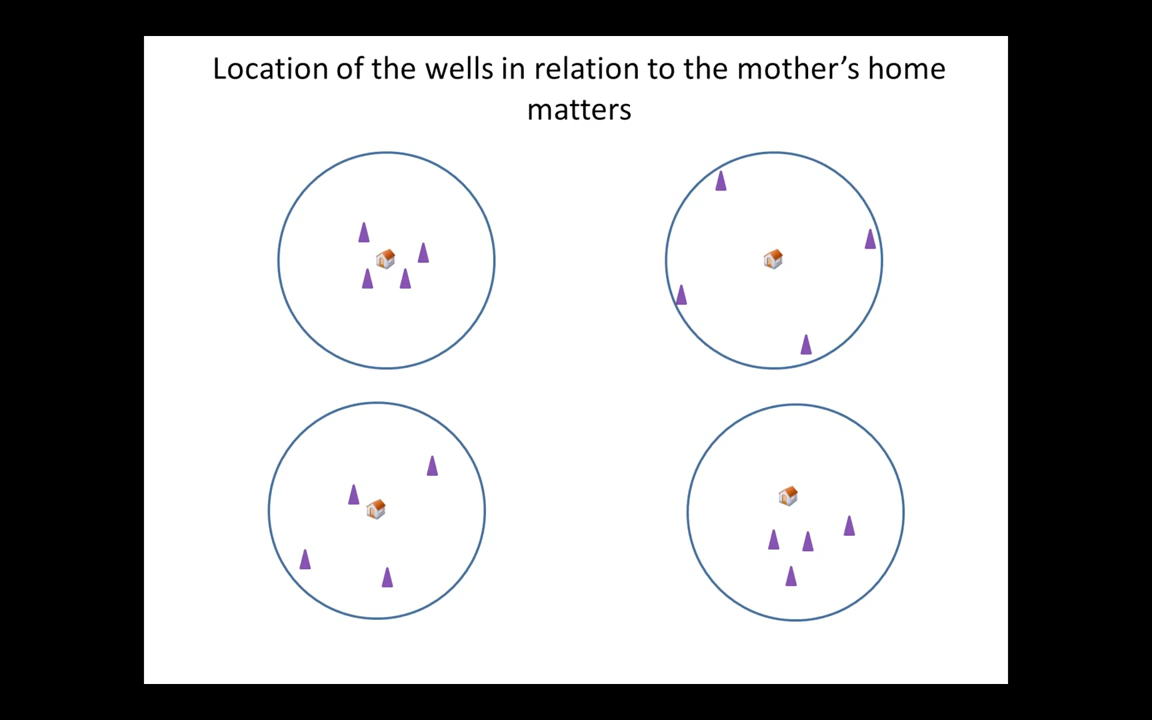 Location of the wells in relation to the mother’s home
matters